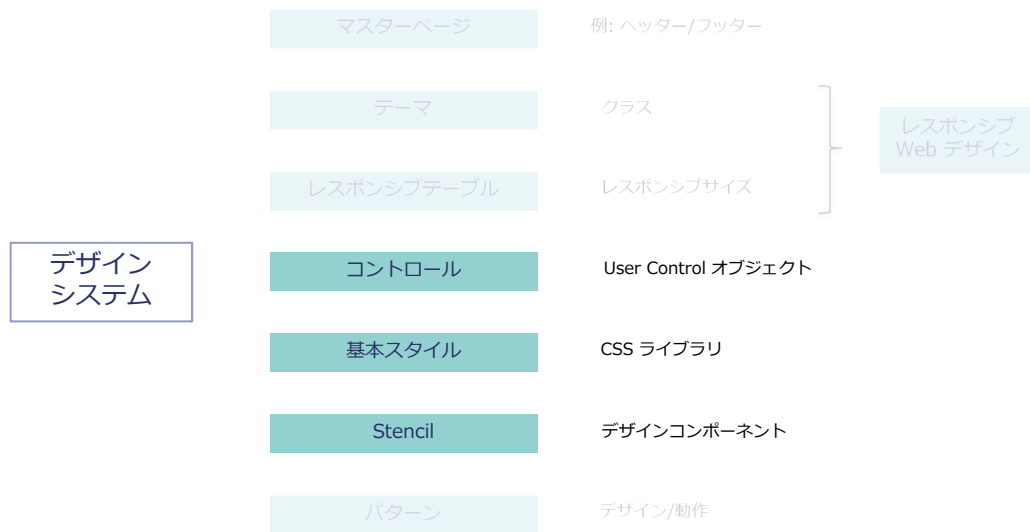 マスターページ
例: ヘッダー/フッター
テーマ
クラス
レスポンシブ
Web デザイン
レスポンシブテーブル
レスポンシブサイズ
デザイン
システム
コントロール
User Control オブジェクト
基本スタイル
CSS ライブラリ
Stencil
デザインコンポーネント
パターン
デザイン/動作